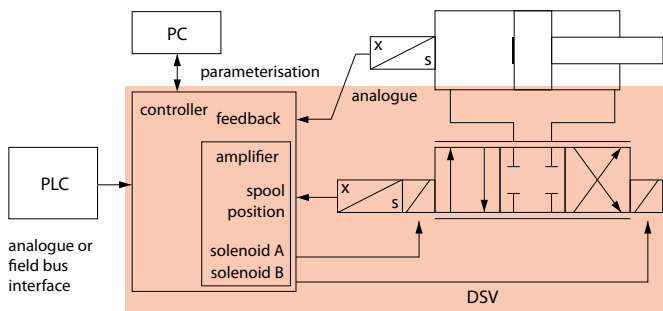 PC
x
s
parameterisation
analogue
controller
feedback
amplifier
PLC
x
s
spool
position
analogue or
field bus
interface
solenoid A
solenoid B
DSV